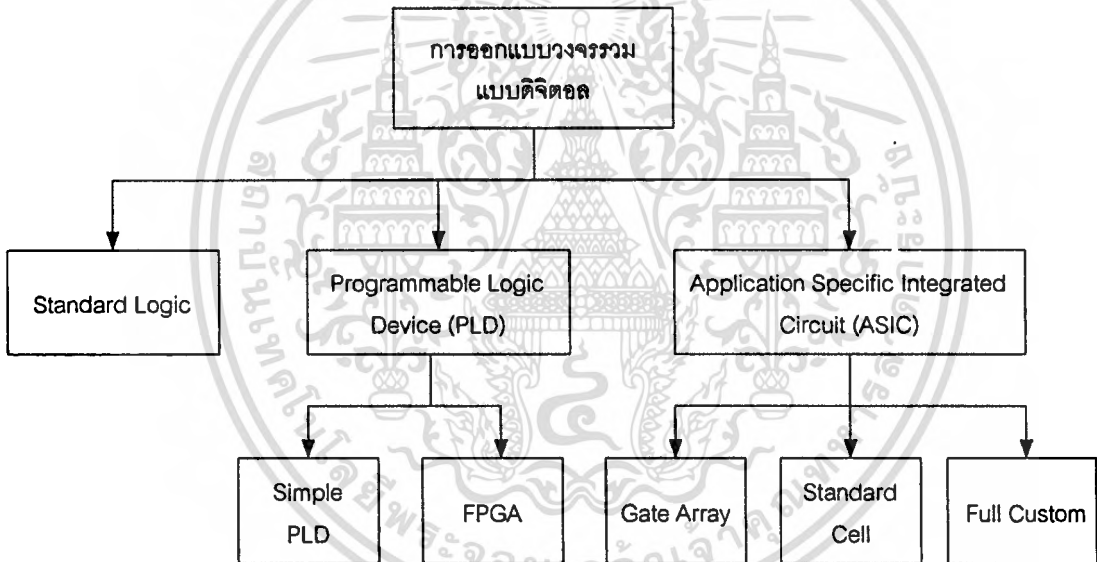 การออกแบบวงจรรวม
แบบดิจิตอล
Standard Logic
Programmable Logic
Device (PLD)
Application Specific Integrated
Circuit (ASIC)
Simple
PLD
FPGA
Gate Array
Standard
Cell
Full Custom